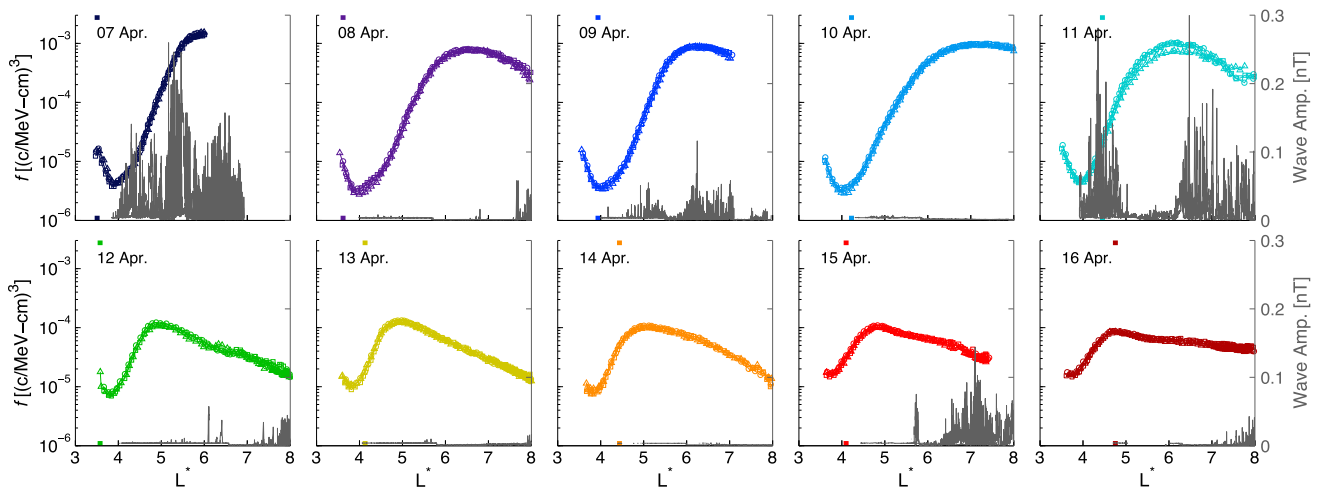 07 Apr. 08 Apr. 09 Apr. 10 Apr. 11 Apr.
10⁻³ 10⁻⁴ 10⁻⁵ 10⁻⁶
f [(c/MeV−cm)³]
0.3 0.2 0.1 0
Wave Amp. [nT]
12 Apr. 13 Apr. 14 Apr. 15 Apr. 16 Apr.
10⁻³ 10⁻⁴ 10⁻⁵ 10⁻⁶
f [(c/MeV−cm)³]
0.3 0.2 0.1 0
Wave Amp. [nT]
3 4 5 6 7 8 3 4 5 6 7 8 3 4 5 6 7 8 3 4 5 6 7 8 3 4 5 6 7 8
L* L* L* L* L*